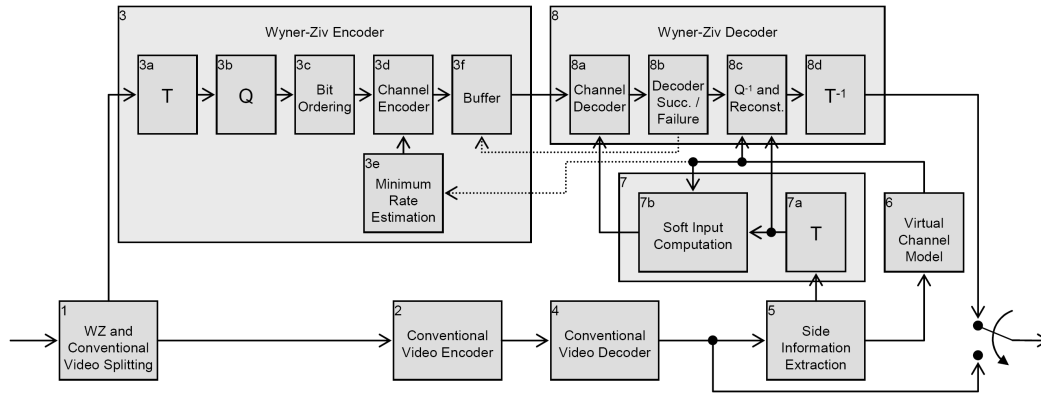 3
Wyner-Ziv Encoder
3a
T
3b
Q
3c
Bit
Ordering
3d
Channel
Encoder
3f
Buffer
3e
Minimum
Rate
Estimation
8
Wyner-Ziv Decoder
8a
Channel
Decoder
8b
Decoder
Succ. /
Failure
8c
Q-1 and
Reconst.
8d
T-1
7
7b
Soft Input
Computation
7a
T
6
Virtual
Channel
Model
1
WZ and
Conventional
Video Splitting
2
Conventional
Video Encoder
4
Conventional
Video Decoder
5
Side
Information
Extraction